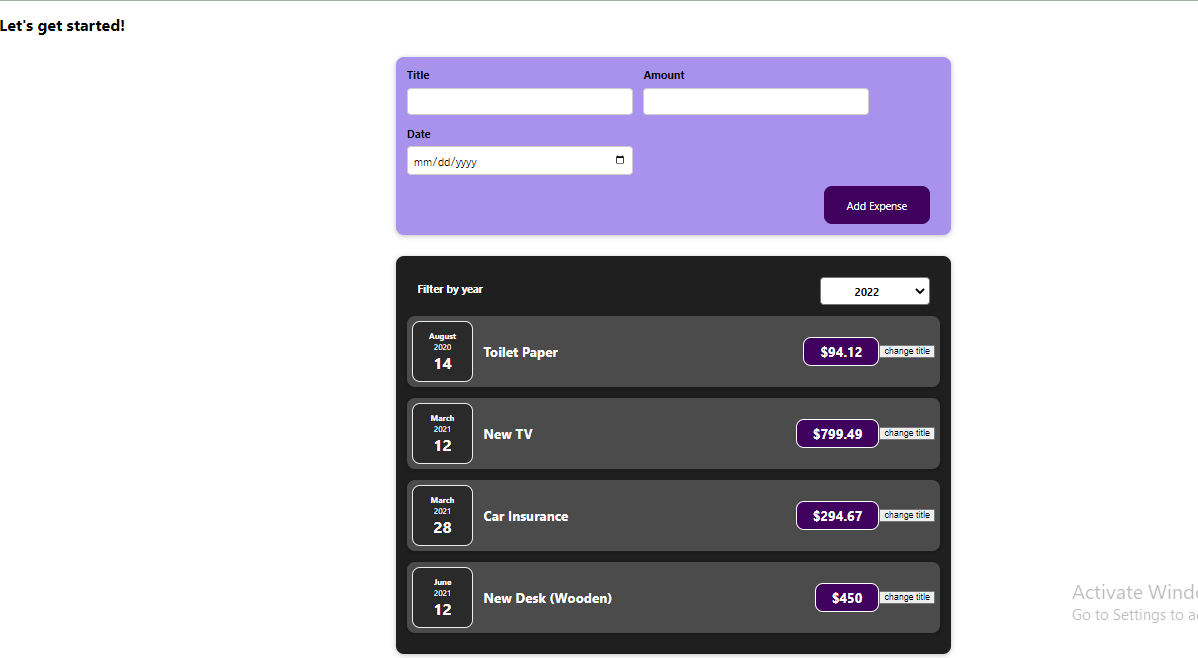 Let's get started!
Title
Amount
Date
mm/dd/yyyy
Add Expense
Filter by year
2022
August
2020
14
Toilet Paper
$94.12
change title
March
2021
12
New TV
$799.49
change title
March
2021
28
Car Insurance
$294.67
change title
June
2021
12
New Desk (Wooden)
$450
change title
Activate Windo
Go to Settings to a